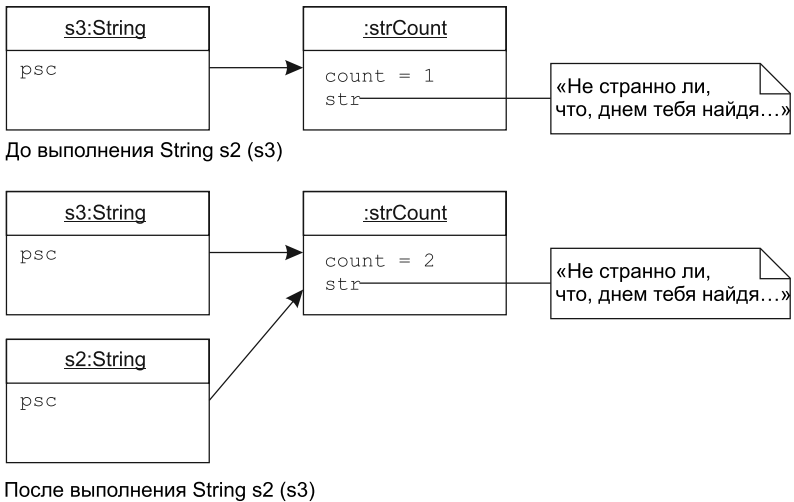 s3:String
:strCount
psc
count = 1
str
«Не странно ли,
что, днем тебя найдя…»
До выполнения String s2 (s3)
s3:String
:strCount
psc
count = 2
str
«Не странно ли,
что, днем тебя найдя…»
s2:String
psc
После выполнения String s2 (s3)